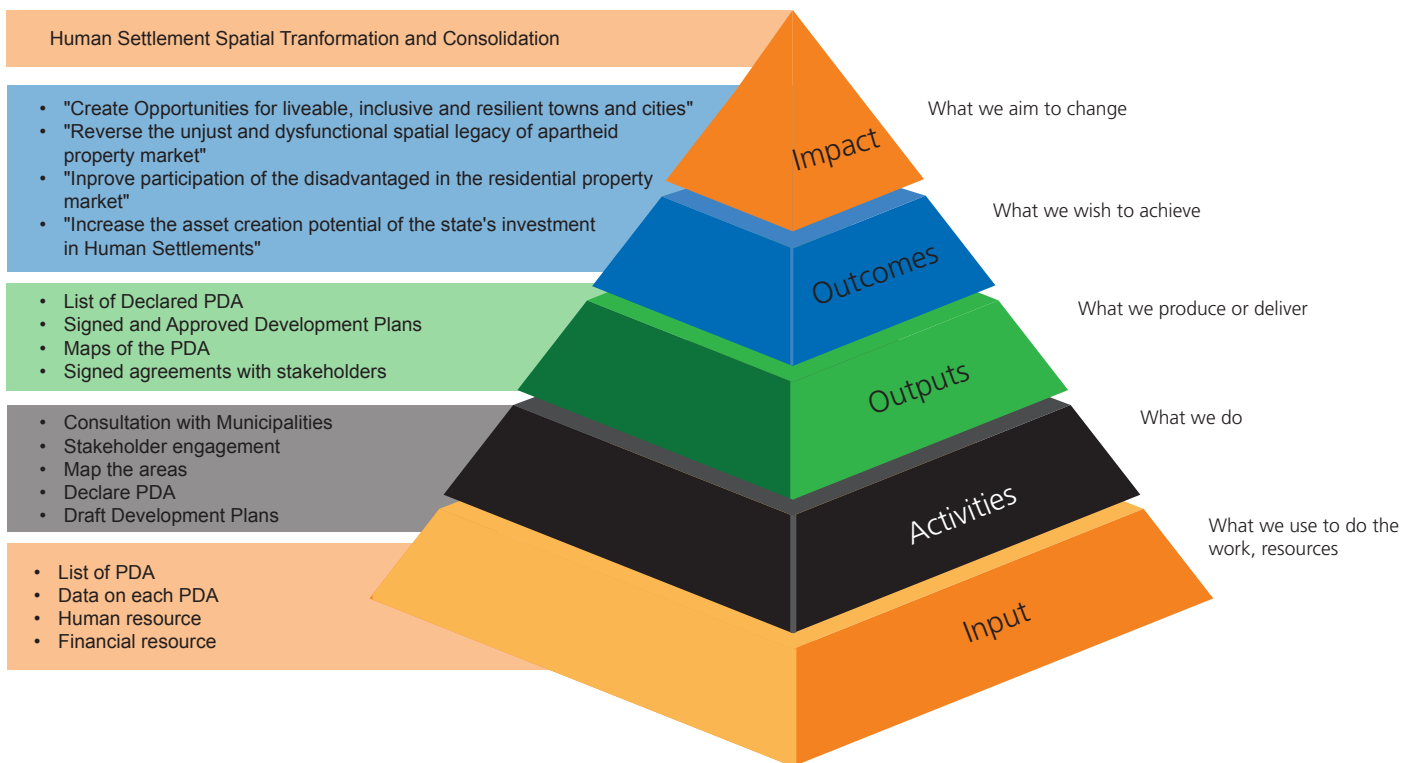 Human Settlement Spatial Tranformation and Consolidation
• "Create Opportunities for liveable, inclusive and resilient towns and cities"
• "Reverse the unjust and dysfunctional spatial legacy of apartheid
property market"
• "Inprove participation of the disadvantaged in the residential property
market"
• "Increase the asset creation potential of the state's investment
in Human Settlements"
• List of Declared PDA
• Signed and Approved Development Plans
• Maps of the PDA
• Signed agreements with stakeholders
• Consultation with Municipalities
• Stakeholder engagement
• Map the areas
• Declare PDA
• Draft Development Plans
• List of PDA
• Data on each PDA
• Human resource
• Financial resource
Impact
Outcomes
Outputs
Activities
Input
What we aim to change
What we wish to achieve
What we produce or deliver
What we do
What we use to do the
work, resources